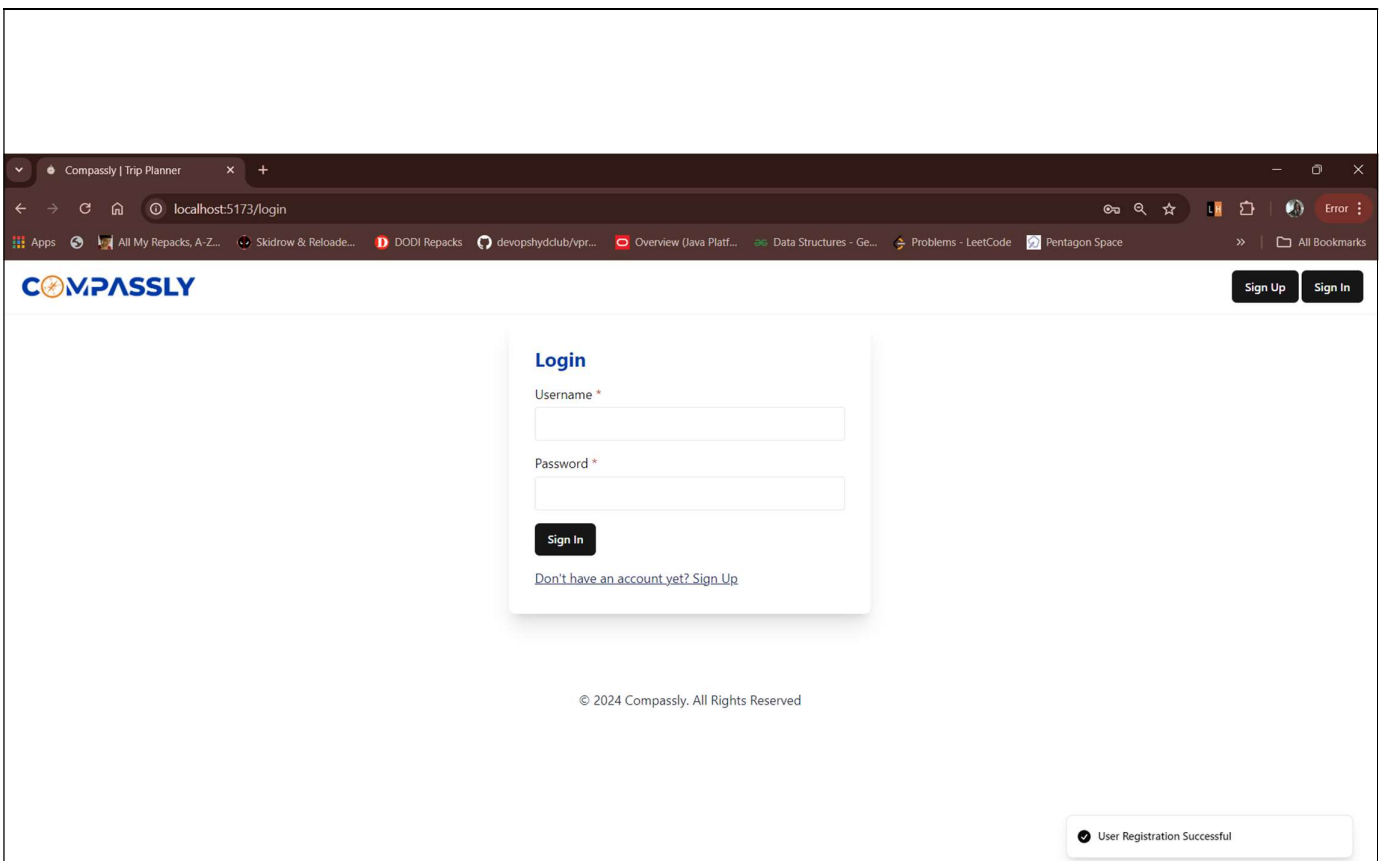 Compassly | Trip Planner
localhost:5173/login
Error
Apps
All My Repacks, A-Z...
Skidrow & Reloade...
DODI Repacks
devopshydclub/vpr...
Overview (Java Platf...
Data Structures - Ge...
Problems - LeetCode
Pentagon Space
All Bookmarks
COMPASSLY
Sign Up
Sign In
Login
Username *
Password *
Sign In
Don't have an account yet? Sign Up
© 2024 Compassly. All Rights Reserved
User Registration Successful